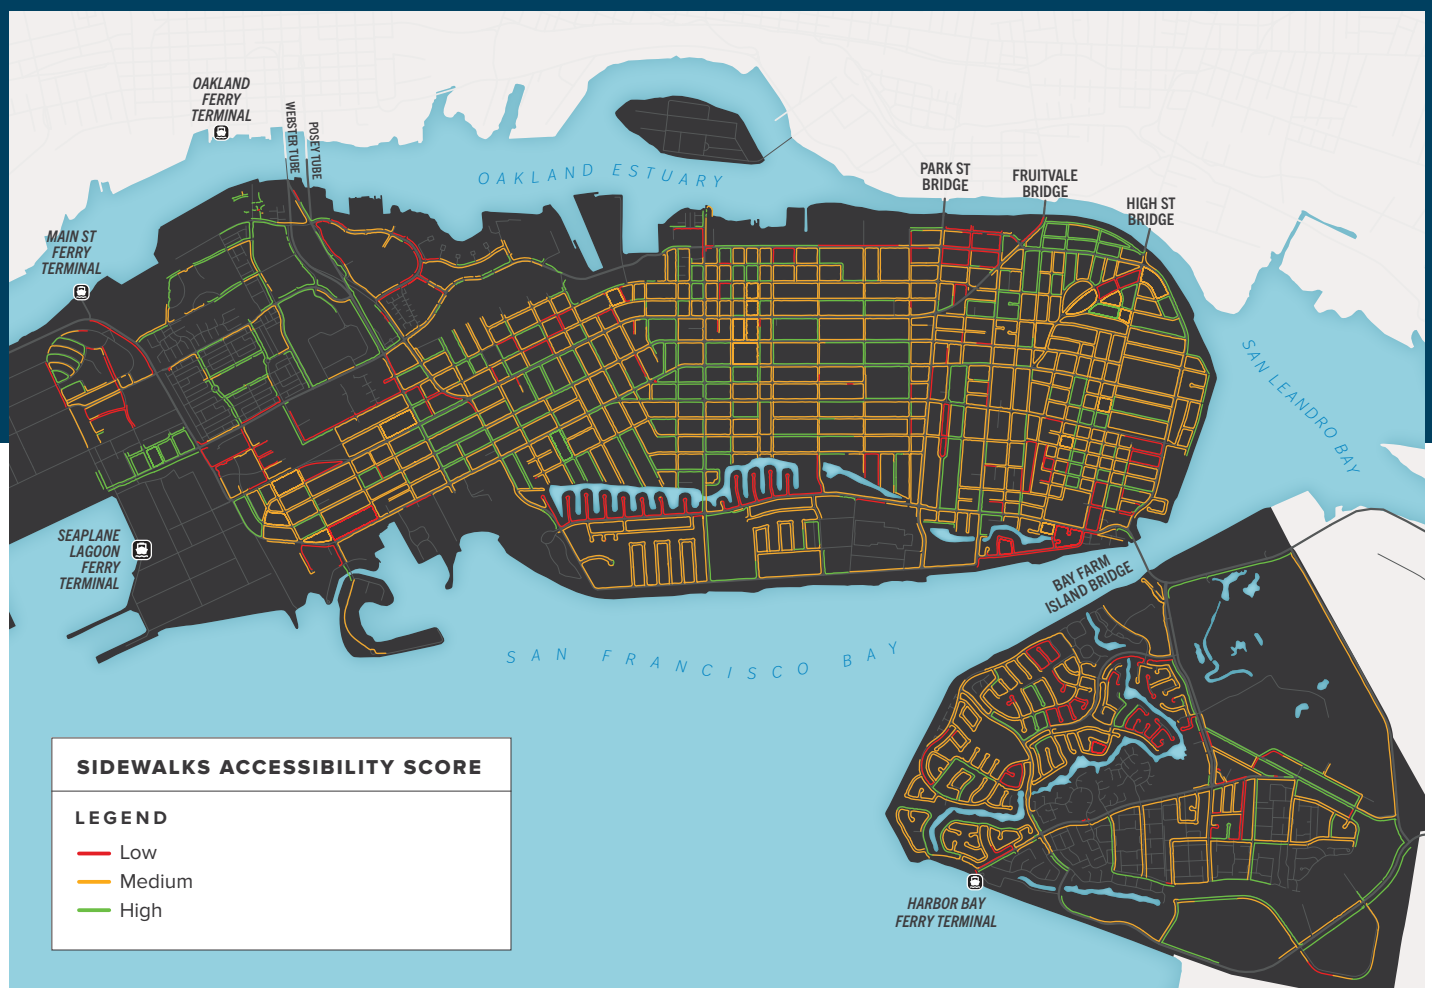 OAKLAND
FERRY
TERMINAL
WEBSTER TUBE
POSEY TUBE
OAKLAND ESTUARY
PARK ST
BRIDGE
FRUITVALE
BRIDGE
HIGH ST
BRIDGE
MAIN ST
FERRY
TERMINAL
SAN LEANDRO BAY
SEAPLANE
LAGOON
FERRY
TERMINAL
BAY FARM
ISLAND BRIDGE
SAN FRANCISCO BAY
HARBOR BAY
FERRY TERMINAL
SIDEWALKS ACCESSIBILITY SCORE
LEGEND
Low
Medium
High